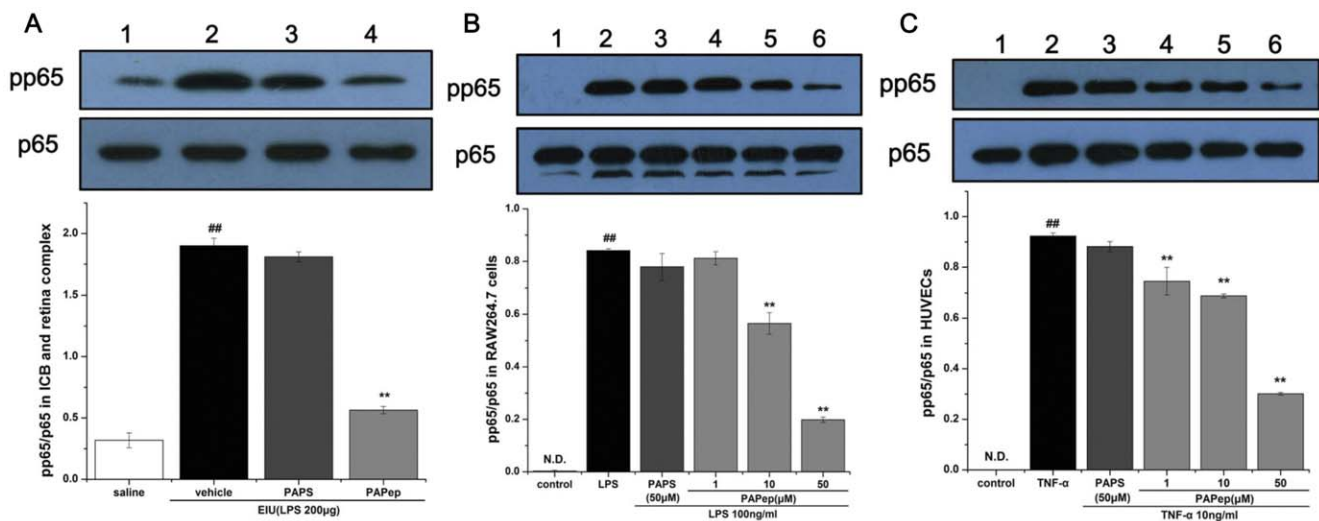 A
1 2 3 4
pp65
p65
pp65/p65 in ICB and retina complex
2.0
1.5
1.0
0.5
0.0
##
**
saline vehicle PAPS PAPep
EIU(LPS 200μg)
B
1 2 3 4 5 6
pp65
p65
pp65/p65 in RAW264.7 cells
1.0
0.8
0.6
0.4
0.2
0.0
N.D.
##
**
**
control LPS PAPS 1 10 50
(50μM) PAPep(μM)
LPS 100ng/ml
C
1 2 3 4 5 6
pp65
p65
pp65/p65 in HUVECs
1.0
0.8
0.6
0.4
0.2
0.0
N.D.
##
**
**
**
control TNF-α PAPS 1 10 50
(50μM) PAPep(μM)
TNF-α 10ng/ml